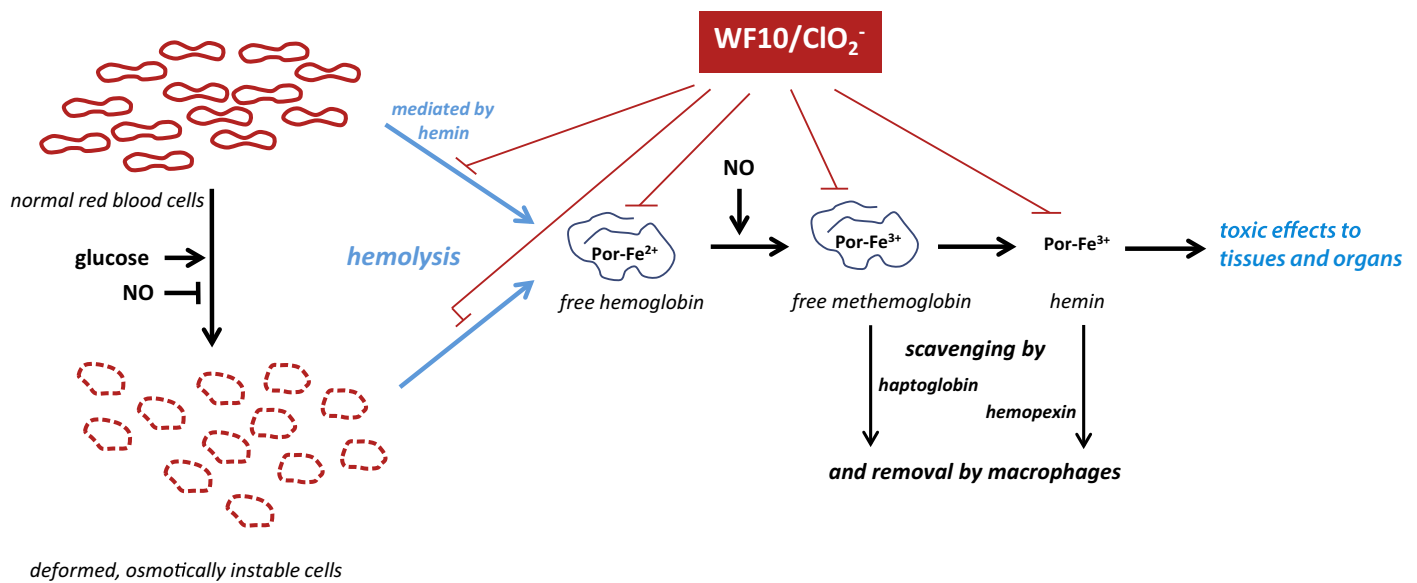 WF10/ClO₂⁻
mediated by
hemin
normal red blood cells
NO
glucose
NO
hemolysis
Por-Fe²⁺
Por-Fe³⁺
Por-Fe³⁺
toxic effects to
tissues and organs
free hemoglobin
free methemoglobin
hemin
scavenging by
haptoglobin
hemopexin
and removal by macrophages
deformed, osmotically instable cells